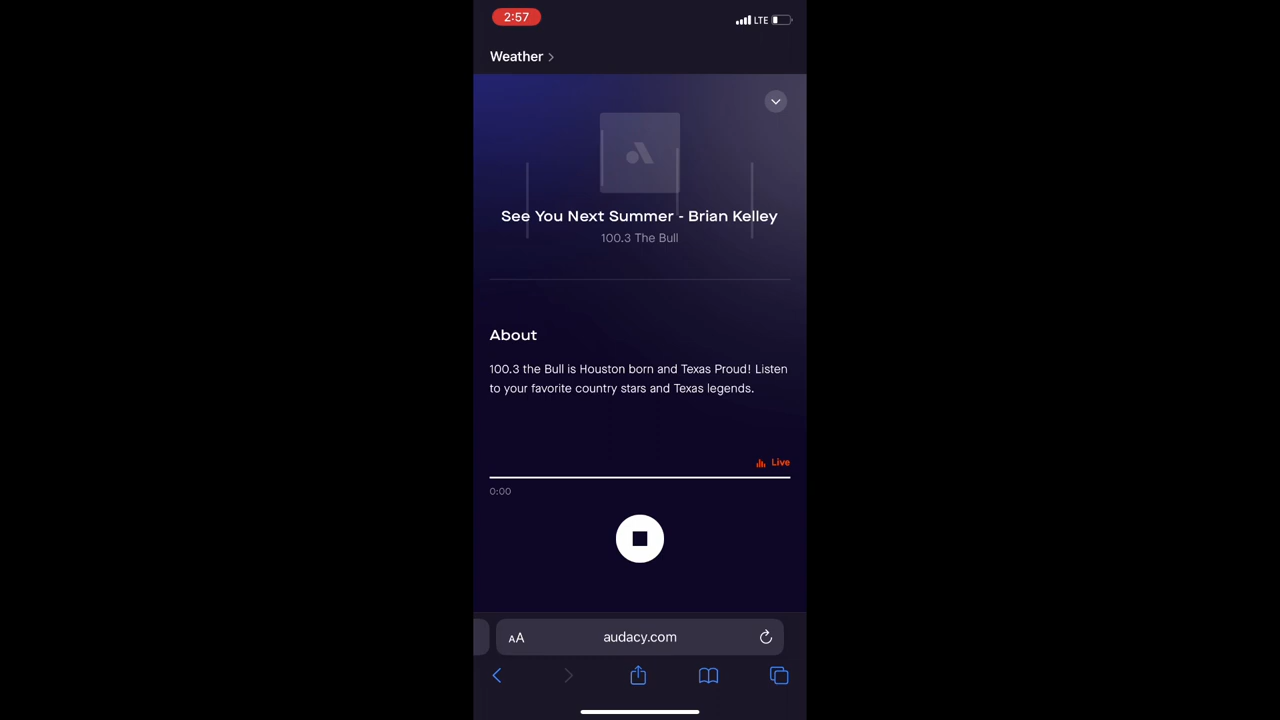 2:57
LTE
Weather
See You Next Summer - Brian Kelley
100.3 The Bull
About
100.3 the Bull is Houston born and Texas Proud! Listen
to your favorite country stars and Texas legends.
Live
0:00
AA
audacy.com